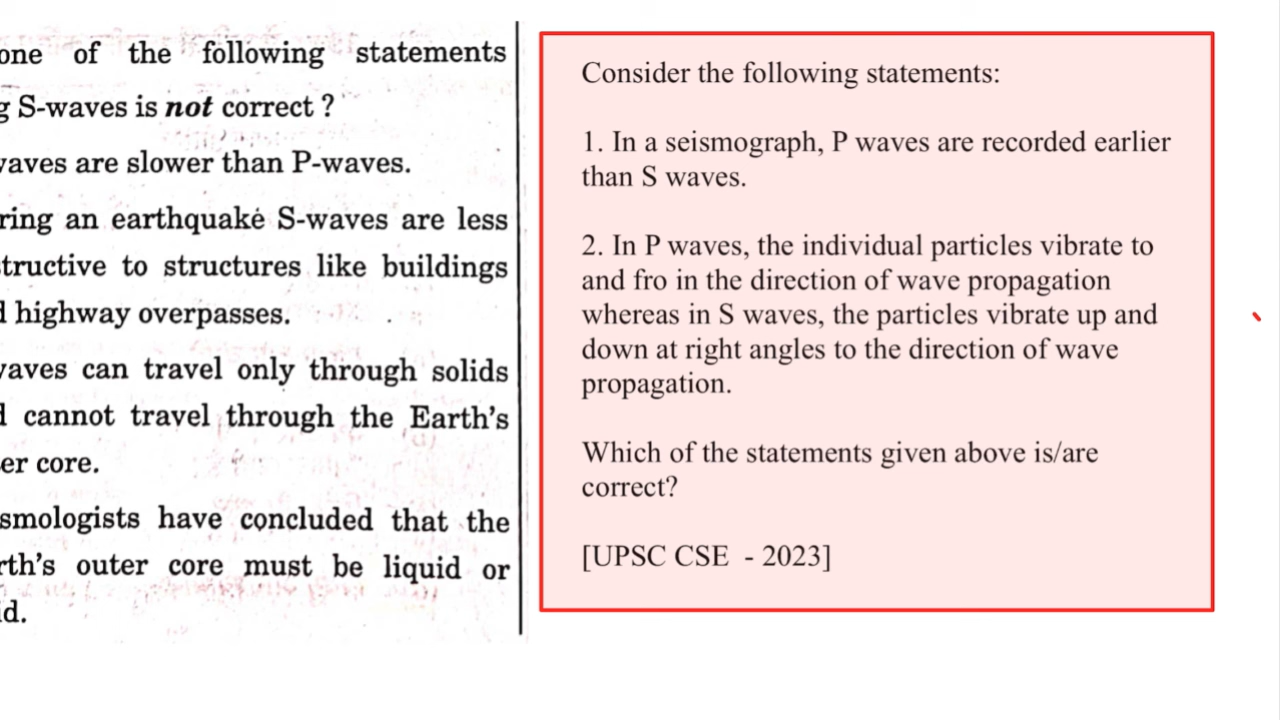 one of the following statements
g S-waves is not correct ?
waves are slower than P-waves.
ring an earthquake S-waves are less
tructive to structures like buildings
d highway overpasses.
waves can travel only through solids
d cannot travel through the Earth's
er core.
smologists have concluded that the
rth's outer core must be liquid or
id.
Consider the following statements:
1. In a seismograph, P waves are recorded earlier
than S waves.
2. In P waves, the individual particles vibrate to
and fro in the direction of wave propagation
whereas in S waves, the particles vibrate up and
down at right angles to the direction of wave
propagation.
Which of the statements given above is/are
correct?
[UPSC CSE - 2023]